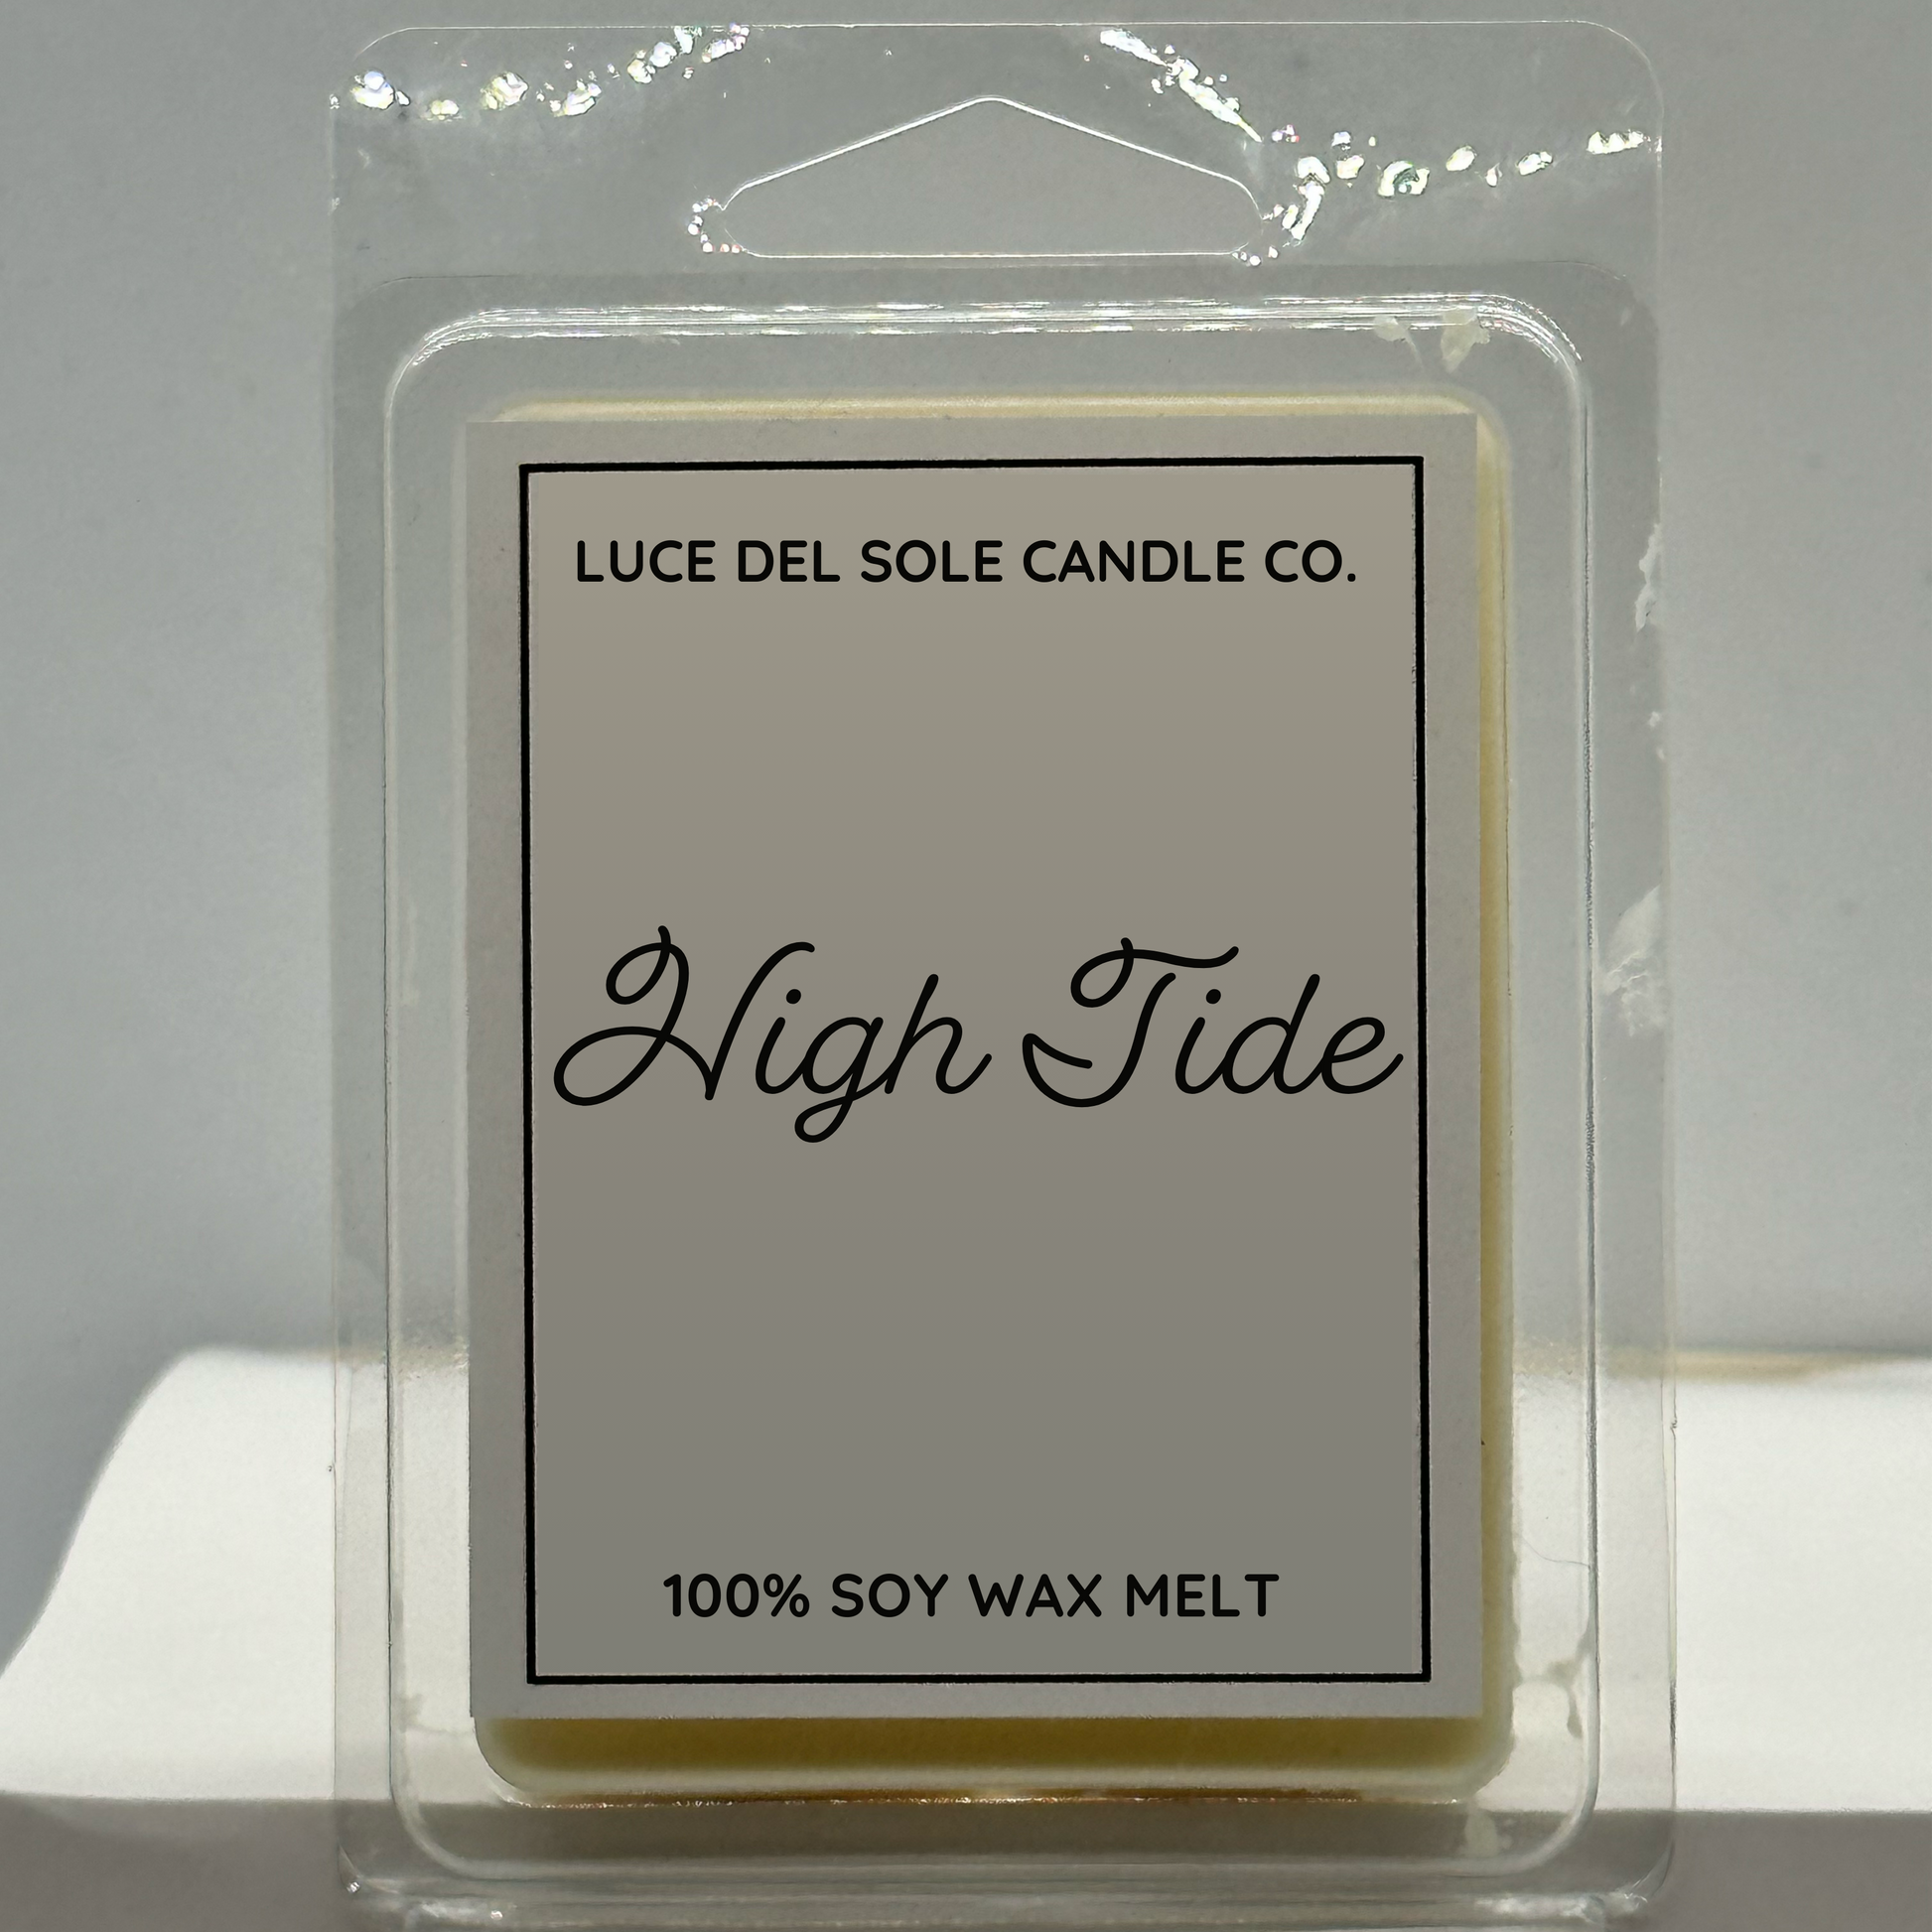 LUCE DEL SOLE CANDLE CO.
High Tide
100% SOY WAX MELT